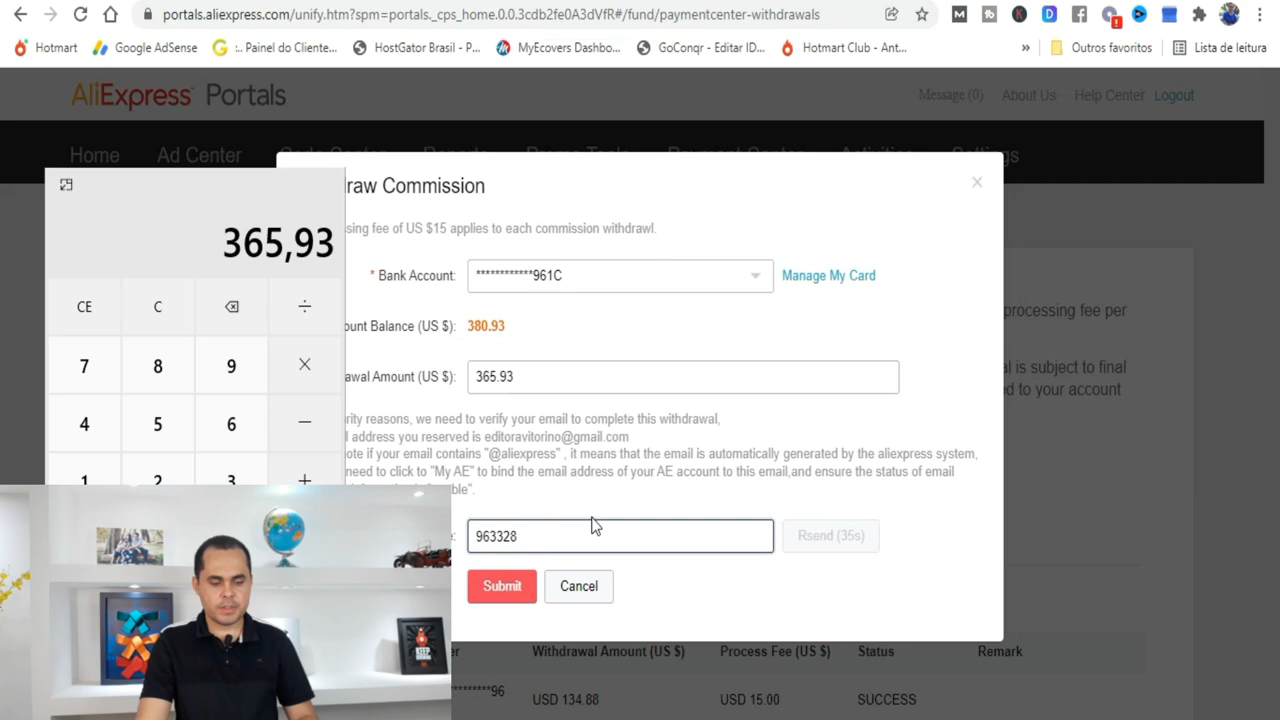 portals.aliexpress.com/unify.htm?spm=portals._cps_home.0.0.3cdb2fe0A3dVfR#/fund/paymentcenter-withdrawals
Hotmart Google AdSense :.. Painel do Cliente... HostGator Brasil - P... MyEcovers Dashbo... GoConqr - Editar ID... Hotmart Club - Ant... » Outros favoritos Lista de leitura
AliExpress Portals
Message (0) About Us Help Center Logout
Home Ad Center
raw Commission
365,93
sing fee of US $15 applies to each commission withdrawl.
* Bank Account: ************961C Manage My Card
processing fee per
ount Balance (US $): 380.93
al is subject to final
awal Amount (US $): 365.93
ed to your account
CE C ÷
7 8 9 ×
4 5 6 −
1 2 3 +
rity reasons, we need to verify your email to complete this withdrawal,
l address you reserved is editoravitorino@gmail.com
note if your email contains "@aliexpress" , it means that the email is automatically generated by the aliexpress system,
need to click to "My AE" to bind the email address of your AE account to this email,and ensure the status of email
ble".
e: 963328 Rsend (35s)
Submit Cancel
er Withdrawal Amount (US $) Process Fee (US $) Status Remark
********96 USD 134.88 USD 15.00 SUCCESS